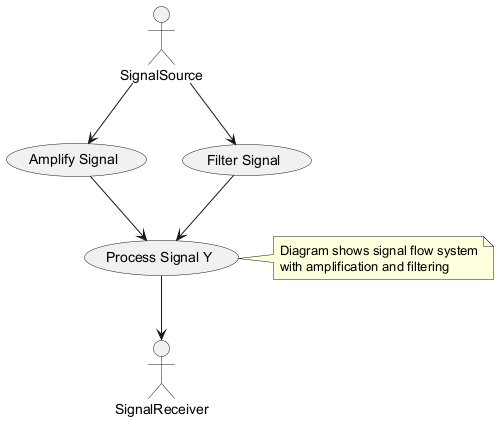 SignalSource
Amplify Signal
Filter Signal
Process Signal Y
Diagram shows signal flow system
with amplification and filtering
SignalReceiver